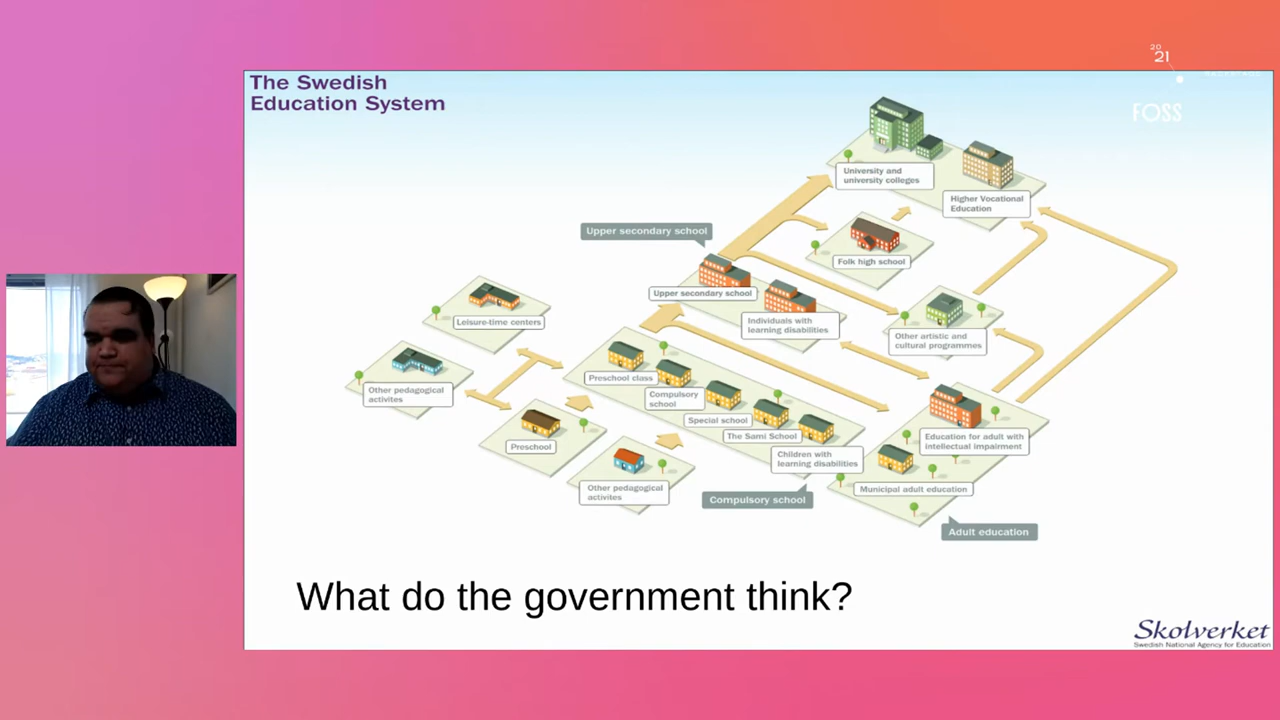 The Swedish
Education System
20
21
FOSS
University and
university colleges
Higher Vocational
Education
Upper secondary school
Folk high school
Upper secondary school
Individuals with
learning disabilities
Leisure-time centers
Other artistic and
cultural programmes
Other pedagogical
activites
Preschool class
Compulsory
school
Special school
The Sami School
Children with
learning disabilities
Preschool
Other pedagogical
activites
Compulsory school
Education for adult with
intellectual impairment
Municipal adult education
Adult education
What do the government think?
Skolverket
Swedish National Agency for Education